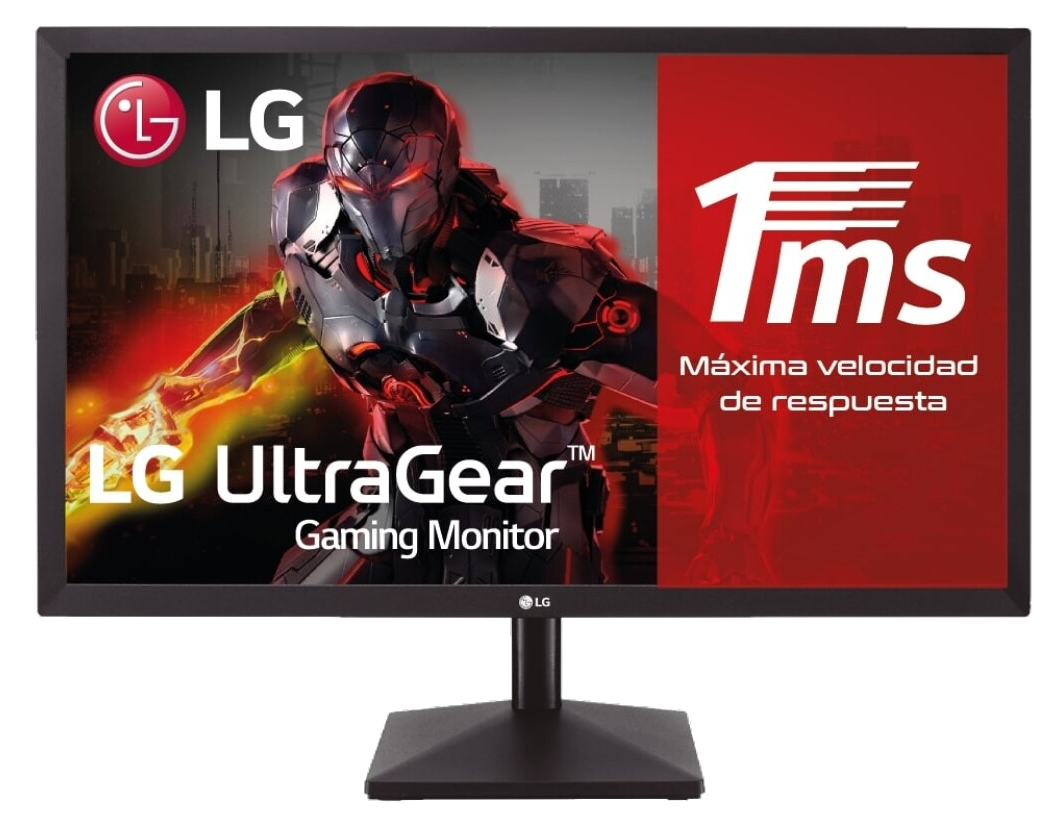 LG
1ms
Máxima velocidad
de respuesta
LG UltraGear™
Gaming Monitor
LG